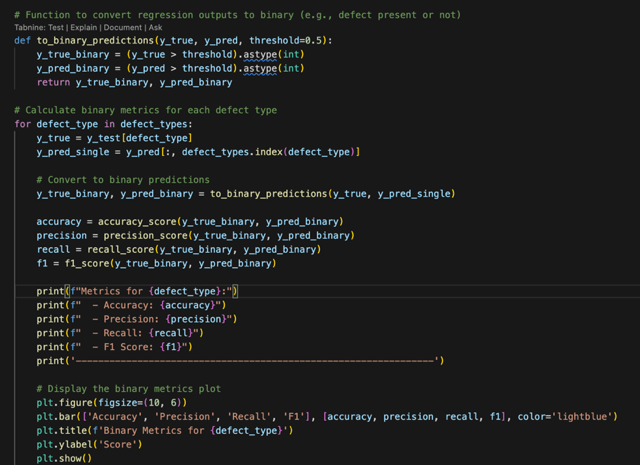 # Function to convert regression outputs to binary (e.g., defect present or not)
Tabnine: Test | Explain | Document | Ask
def to_binary_predictions(y_true, y_pred, threshold=0.5):
    y_true_binary = (y_true > threshold).astype(int)
    y_pred_binary = (y_pred > threshold).astype(int)
    return y_true_binary, y_pred_binary

# Calculate binary metrics for each defect type
for defect_type in defect_types:
    y_true = y_test[defect_type]
    y_pred_single = y_pred[:, defect_types.index(defect_type)]

    # Convert to binary predictions
    y_true_binary, y_pred_binary = to_binary_predictions(y_true, y_pred_single)

    accuracy = accuracy_score(y_true_binary, y_pred_binary)
    precision = precision_score(y_true_binary, y_pred_binary)
    recall = recall_score(y_true_binary, y_pred_binary)
    f1 = f1_score(y_true_binary, y_pred_binary)

    print(f"Metrics for {defect_type}:")
    print(f"  - Accuracy: {accuracy}")
    print(f"  - Precision: {precision}")
    print(f"  - Recall: {recall}")
    print(f"  - F1 Score: {f1}")
    print('----------------------------------------------------------------')

    # Display the binary metrics plot
    plt.figure(figsize=(10, 6))
    plt.bar(['Accuracy', 'Precision', 'Recall', 'F1'], [accuracy, precision, recall, f1], color='lightblue')
    plt.title(f'Binary Metrics for {defect_type}')
    plt.ylabel('Score')
    plt.show()